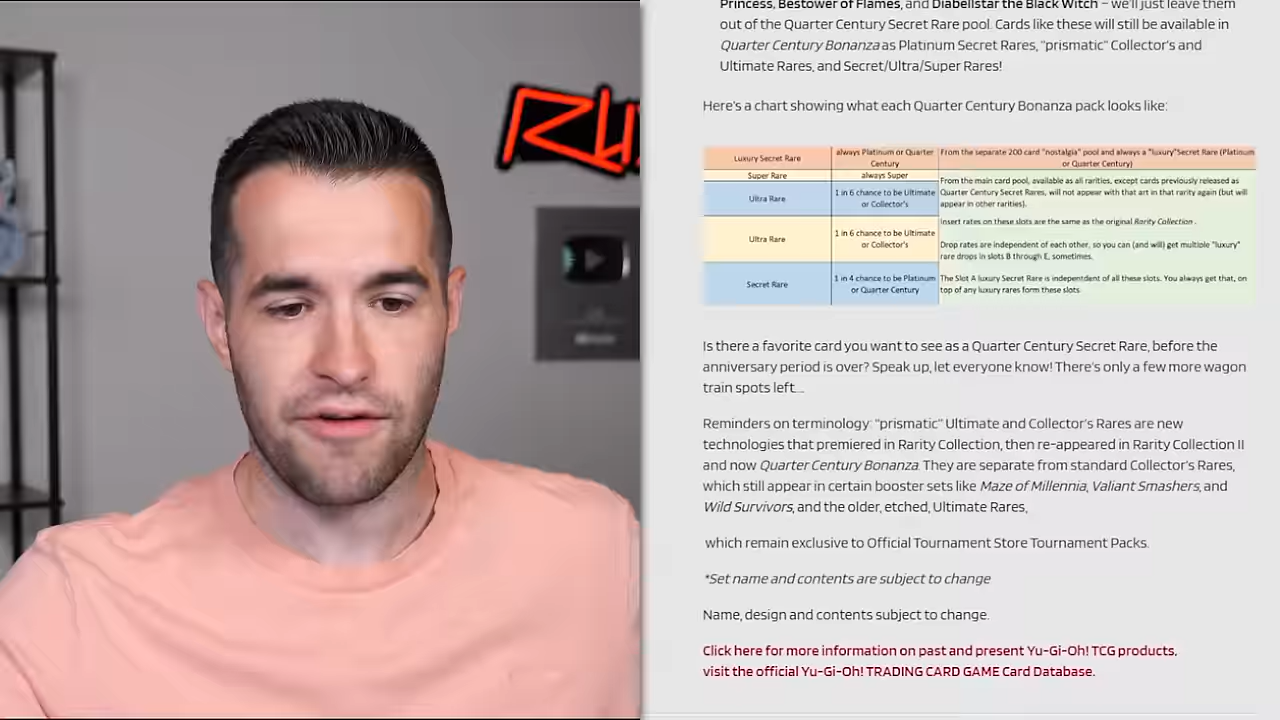 Princess, Bestower of Flames, and Diabellstar the Black Witch – we'll just leave them
out of the Quarter Century Secret Rare pool. Cards like these will still be available in
Quarter Century Bonanza as Platinum Secret Rares, "prismatic" Collector's and
Ultimate Rares, and Secret/Ultra/Super Rares!
Here's a chart showing what each Quarter Century Bonanza pack looks like:
Luxury Secret Rare
always Platinum or Quarter
Century
From the separate 200 card "nostalgia" pool and always a "luxury"Secret Rare (Platinum
or Quarter Century)
Super Rare
always Super
From the main card pool, available as all rarities, except cards previously released as
Quarter Century Secret Rares, will not appear with that art in that rarity again (but will
appear in other rarities).
Ultra Rare
1 in 6 chance to be Ultimate
or Collector's
Insert rates on these slots are the same as the original Rarity Collection .
Ultra Rare
1 in 6 chance to be Ultimate
or Collector's
Drop rates are independent of each other, so you can (and will) get multiple "luxury"
rare drops in slots B through E, sometimes.
Secret Rare
1 in 4 chance to be Platinum
or Quarter Century
The Slot A luxury Secret Rare is indepentdent of all these slots. You always get that, on
top of any luxury rares form these slots
Is there a favorite card you want to see as a Quarter Century Secret Rare, before the
anniversary period is over? Speak up, let everyone know! There's only a few more wagon
train spots left....
Reminders on terminology: "prismatic" Ultimate and Collector's Rares are new
technologies that premiered in Rarity Collection, then re-appeared in Rarity Collection II
and now Quarter Century Bonanza. They are separate from standard Collector's Rares,
which still appear in certain booster sets like Maze of Millennia, Valiant Smashers, and
Wild Survivors, and the older, etched, Ultimate Rares,
which remain exclusive to Official Tournament Store Tournament Packs.
*Set name and contents are subject to change
Name, design and contents subject to change.
Click here for more information on past and present Yu-Gi-Oh! TCG products,
visit the official Yu-Gi-Oh! TRADING CARD GAME Card Database.